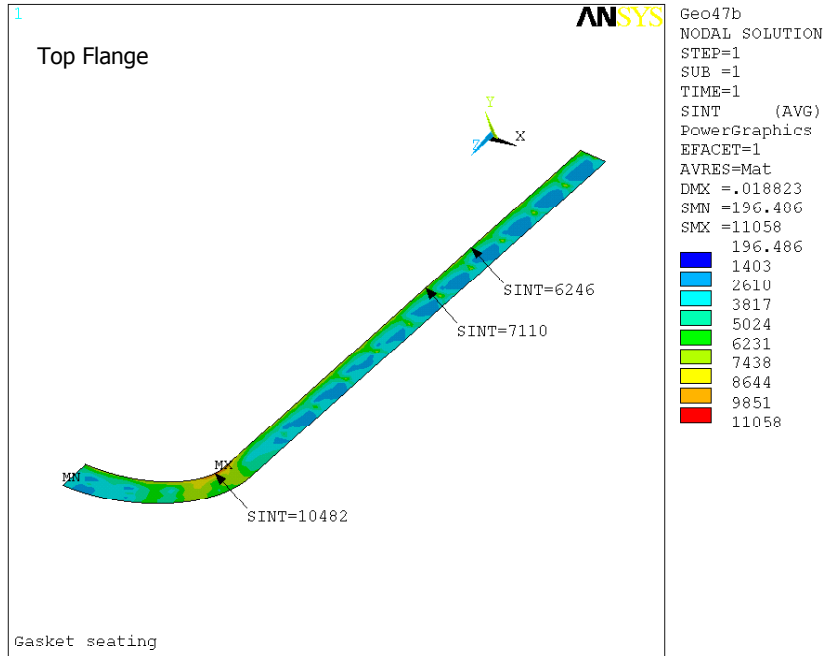 1
ANSYS
Top Flange
Y
X
Z
SINT=6246
SINT=7110
MX
MN
SINT=10482
Gasket seating
Geo47b
NODAL SOLUTION
STEP=1
SUB =1
TIME=1
SINT (AVG)
PowerGraphics
EFACET=1
AVRES=Mat
DMX =.018823
SMN =196.486
SMX =11058
196.486
1403
2610
3817
5024
6231
7438
8644
9851
11058